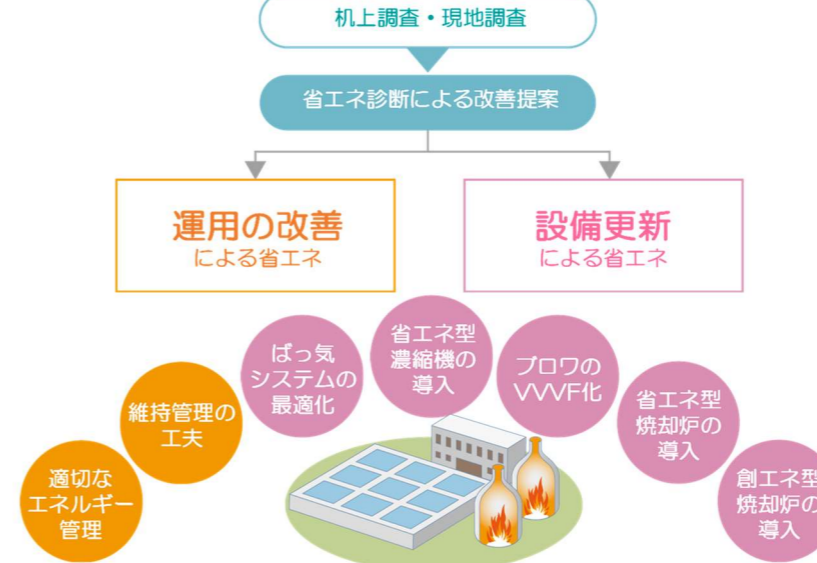 机上調査・現地調査
省エネ診断による改善提案
運用の改善
による省エネ
設備更新
による省エネ
適切な
エネルギー
管理
維持管理の
工夫
ばっ気
システムの
最適化
省エネ型
濃縮機の
導入
ブロワの
VVVF化
省エネ型
焼却炉の
導入
創エネ型
焼却炉の
導入